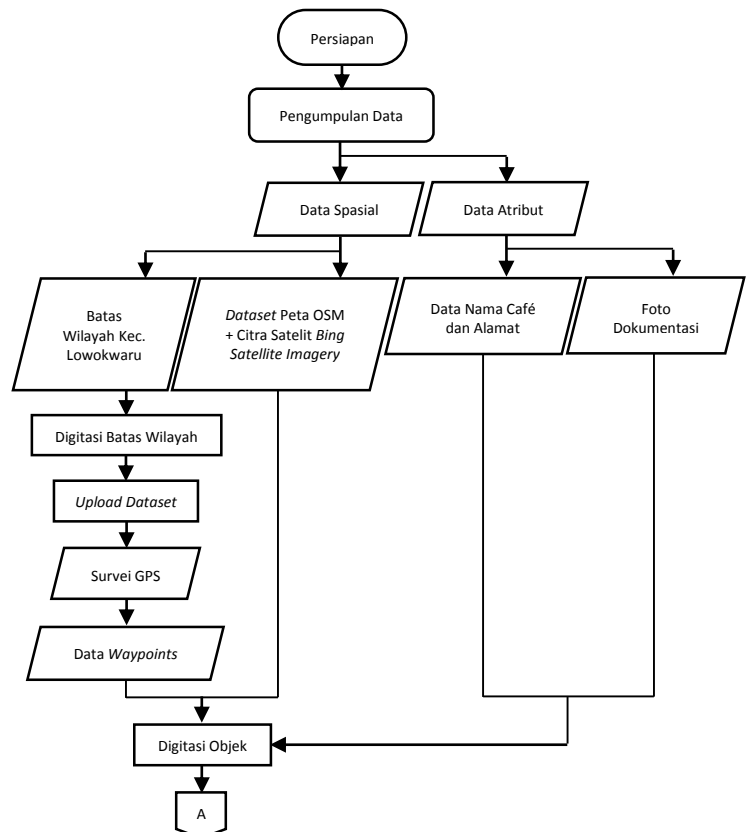 Persiapan
Pengumpulan Data
Data Spasial
Data Atribut
Batas
Wilayah Kec.
Lowokwaru
Dataset Peta OSM
+ Citra Satelit Bing
Satellite Imagery
Data Nama Café
dan Alamat
Foto
Dokumentasi
Digitasi Batas Wilayah
Upload Dataset
Survei GPS
Data Waypoints
Digitasi Objek
A